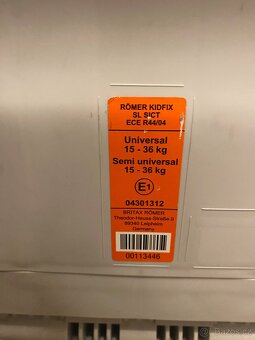 RÖMER KIDFIX
SL SICT
ECE R44/04
Universal
15 - 36 kg
Semi universal
15 - 36 kg
E1
04301312
BRITAX RÖMER
Theodor-Heuss-Straße 9
89340 Leipheim
Germany
00113446